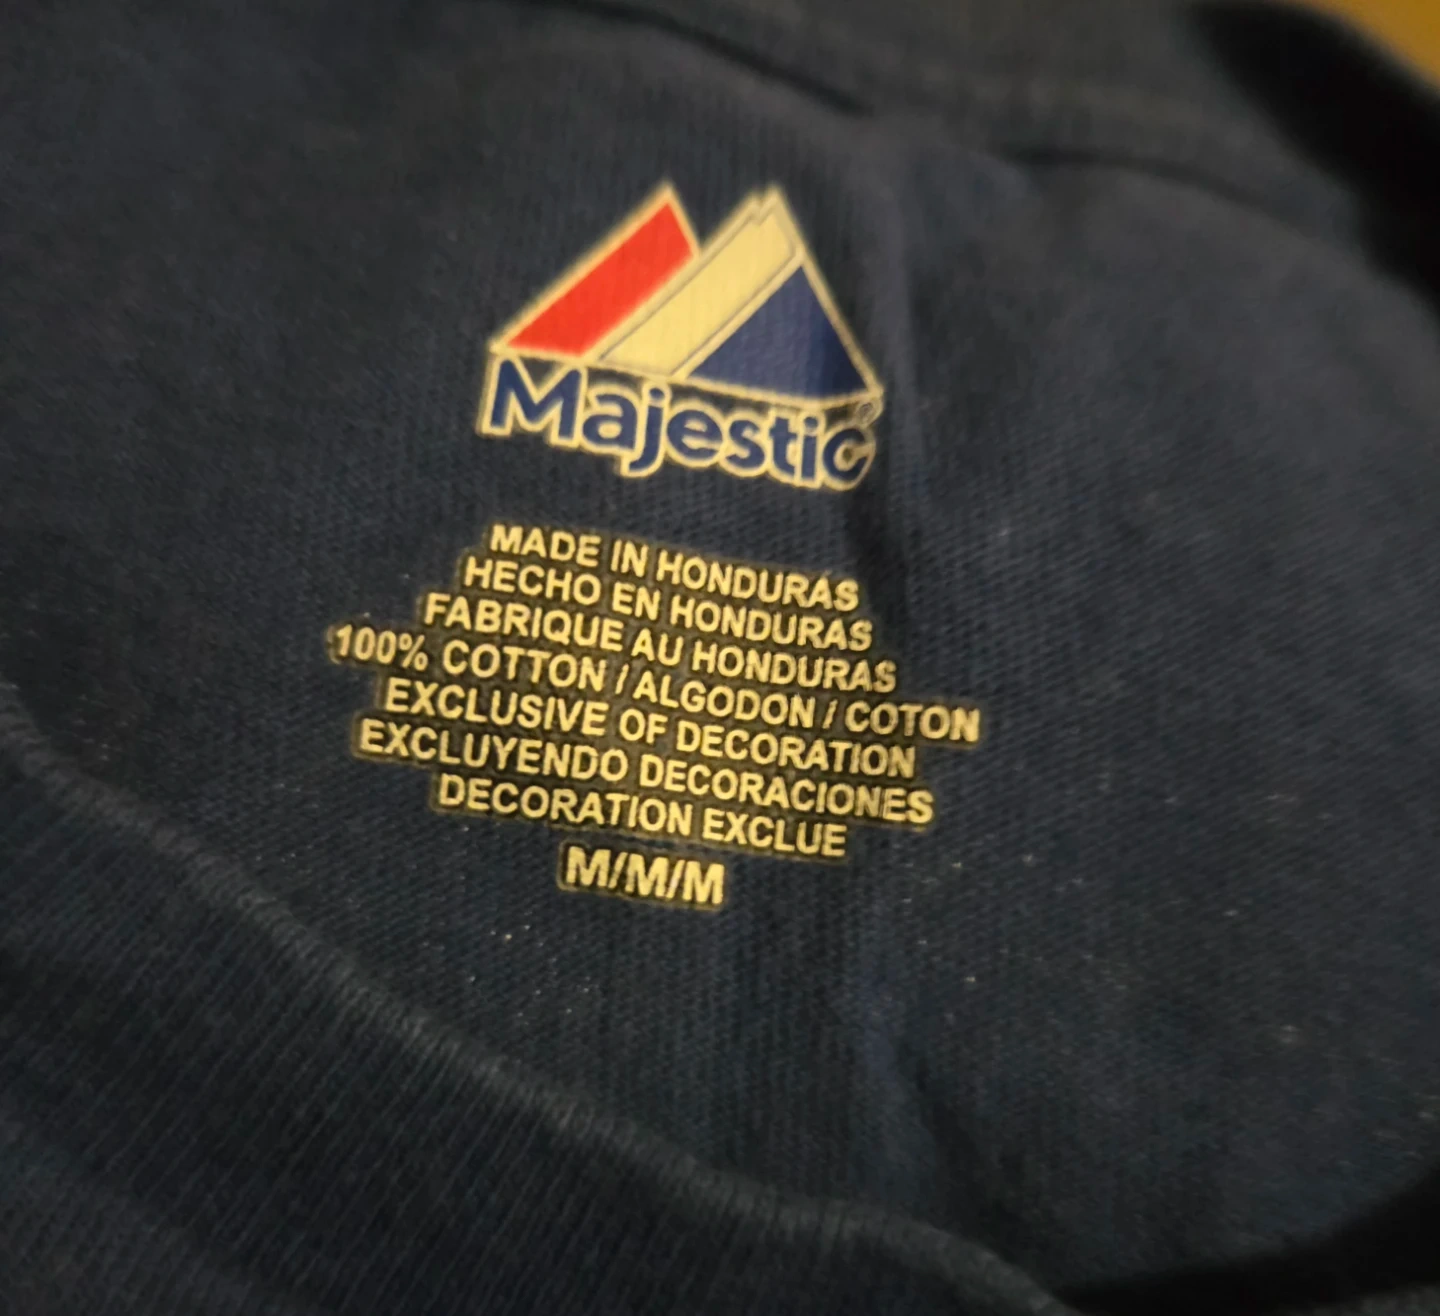 Majestic®
MADE IN HONDURAS
HECHO EN HONDURAS
FABRIQUE AU HONDURAS
100% COTTON / ALGODON / COTON
EXCLUSIVE OF DECORATION
EXCLUYENDO DECORACIONES
DECORATION EXCLUE
M/M/M